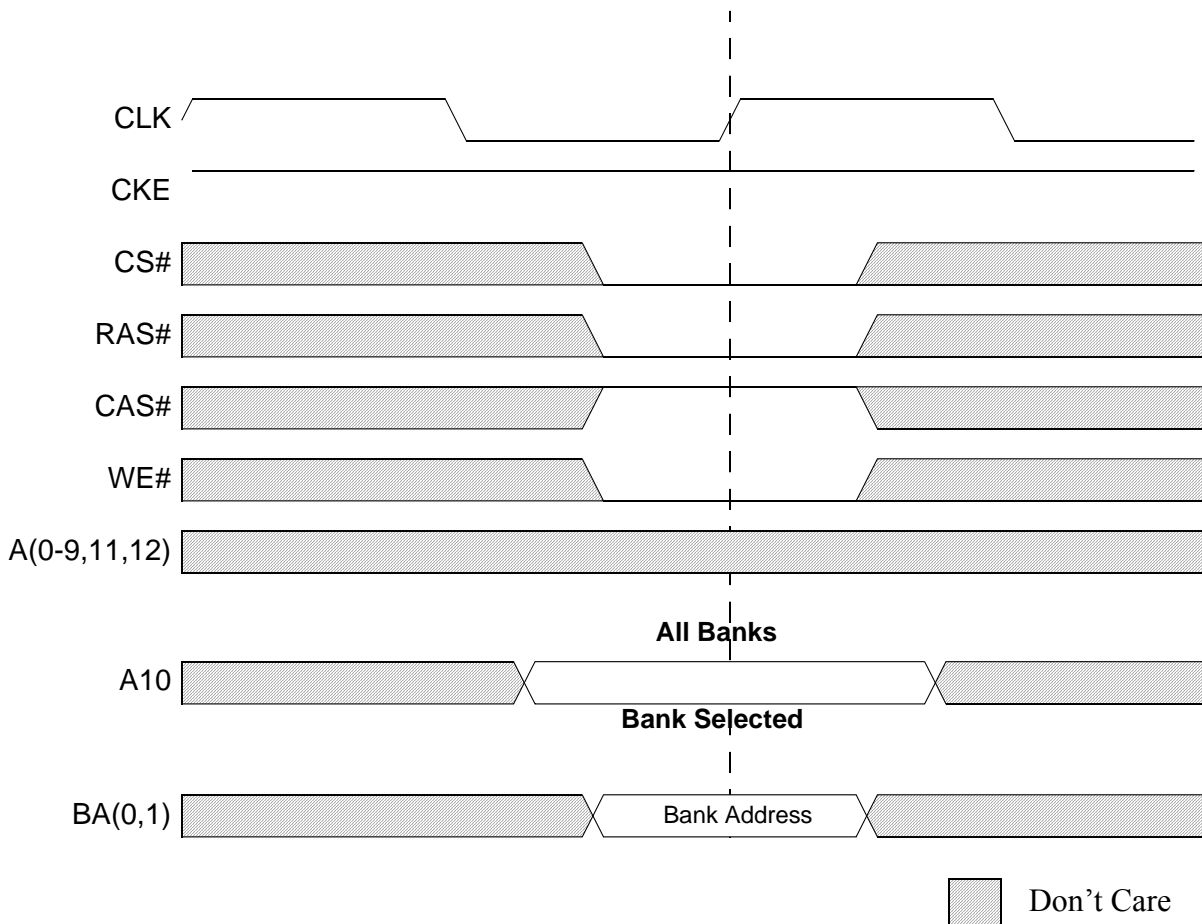 CLK
CKE
CS#
RAS#
CAS#
WE#
A(0-9,11,12)
All Banks
A10
Bank Selected
BA(0,1)
Bank Address
Don’t Care